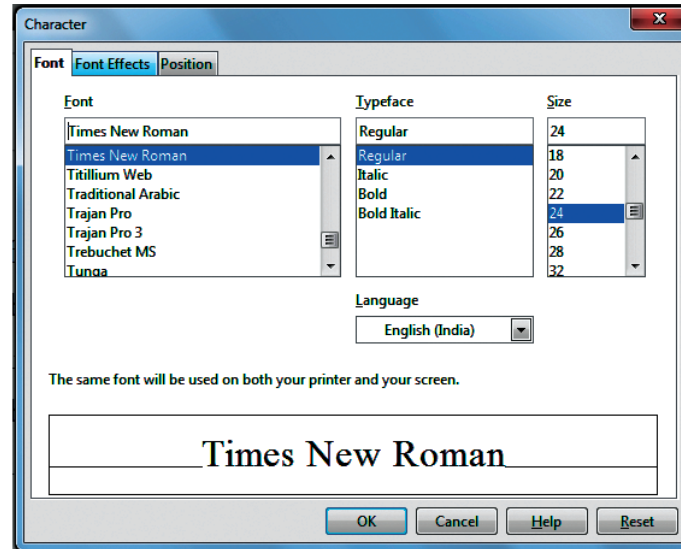 Character
x
Font Font Effects Position
Font Typeface Size
Times New Roman Regular 24
Times New Roman Regular 18
Titillium Web Italic 20
Traditional Arabic Bold 22
Trajan Pro Bold Italic 24
Trajan Pro 3 26
Trebuchet MS 28
Tunga 32
Language
English (India)
The same font will be used on both your printer and your screen.
Times New Roman
OK Cancel Help Reset